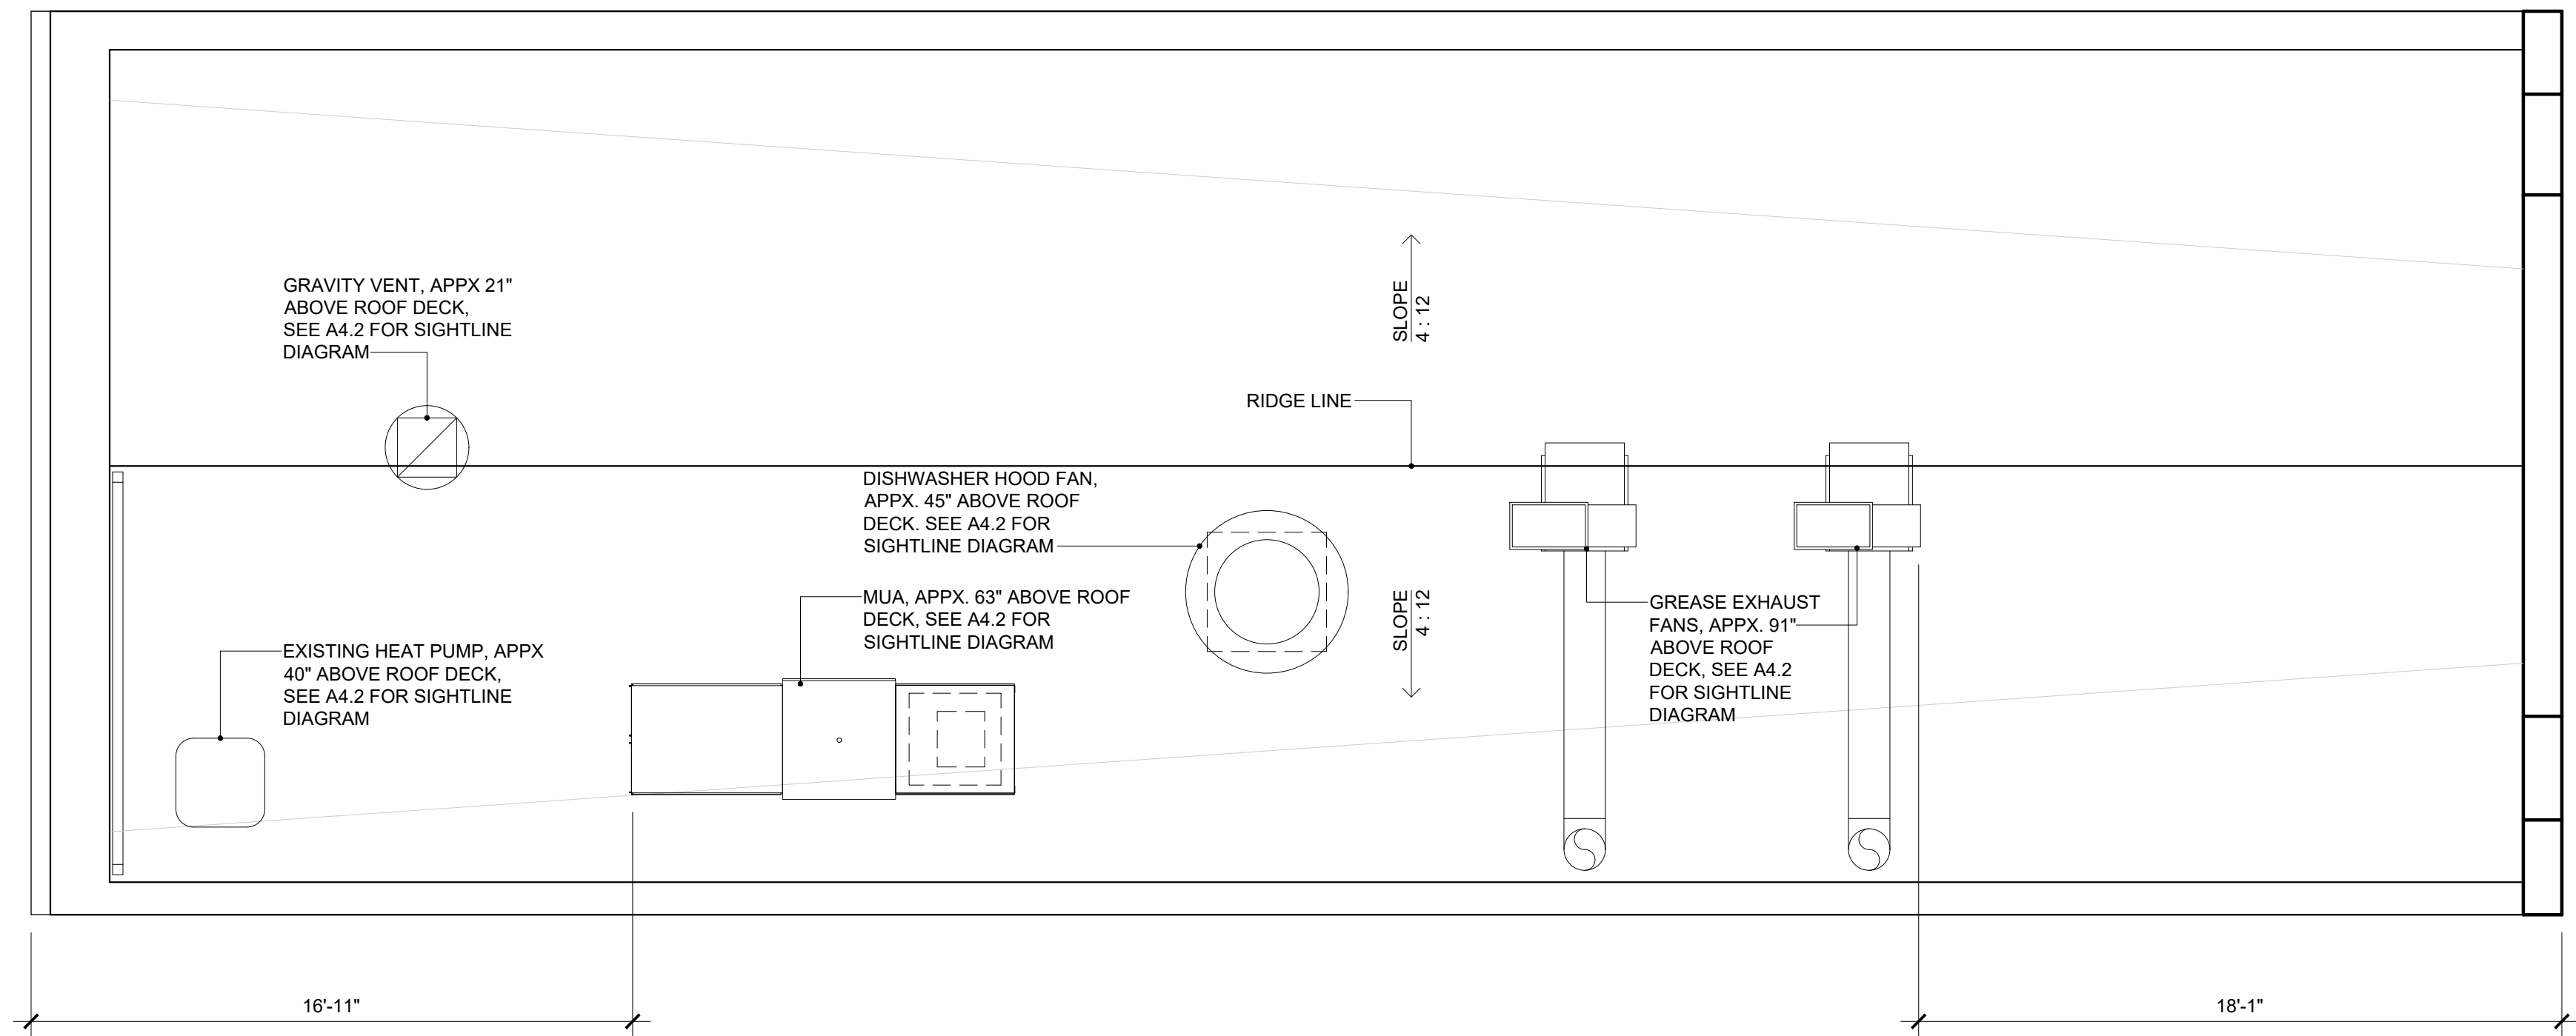 GRAVITY VENT, APPX 21"
ABOVE ROOF DECK,
SEE A4.2 FOR SIGHTLINE
DIAGRAM
SLOPE
4 : 12
RIDGE LINE
DISHWASHER HOOD FAN,
APPX. 45" ABOVE ROOF
DECK. SEE A4.2 FOR
SIGHTLINE DIAGRAM
MUA, APPX. 63" ABOVE ROOF
DECK, SEE A4.2 FOR
SIGHTLINE DIAGRAM
SLOPE
4 : 12
GREASE EXHAUST
FANS, APPX. 91"
ABOVE ROOF
DECK, SEE A4.2
FOR SIGHTLINE
DIAGRAM
EXISTING HEAT PUMP, APPX
40" ABOVE ROOF DECK,
SEE A4.2 FOR SIGHTLINE
DIAGRAM
16'-11"
18'-1"